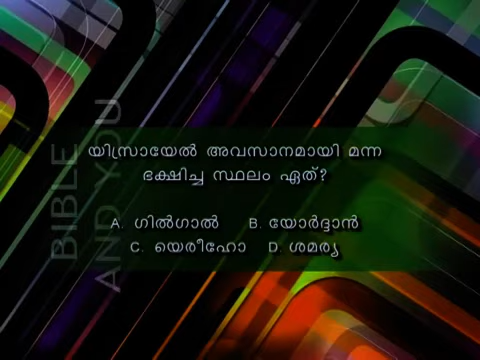 BIBLE
AND YOU
യിസ്രായേൽ അവസാനമായി മന്ന
ഭക്ഷിച്ച സ്ഥലം ഏത്?
A. ഗിൽഗാൽ B. യോർദ്ദാൻ
C. യെരീഹോ D. ശമര്യ